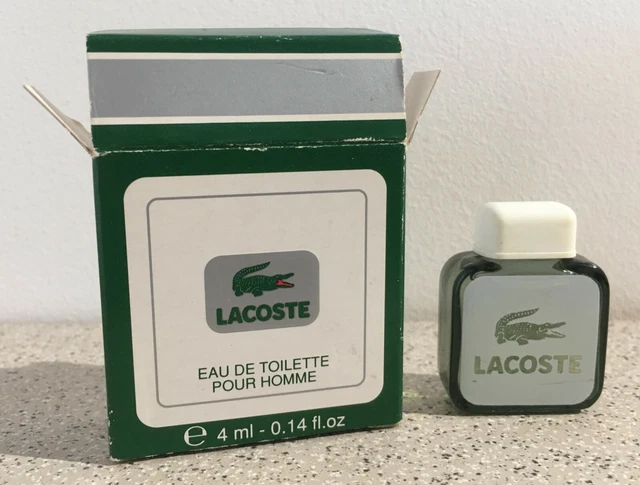 LACOSTE
EAU DE TOILETTE
POUR HOMME
℮ 4 ml - 0.14 fl.oz
LACOSTE